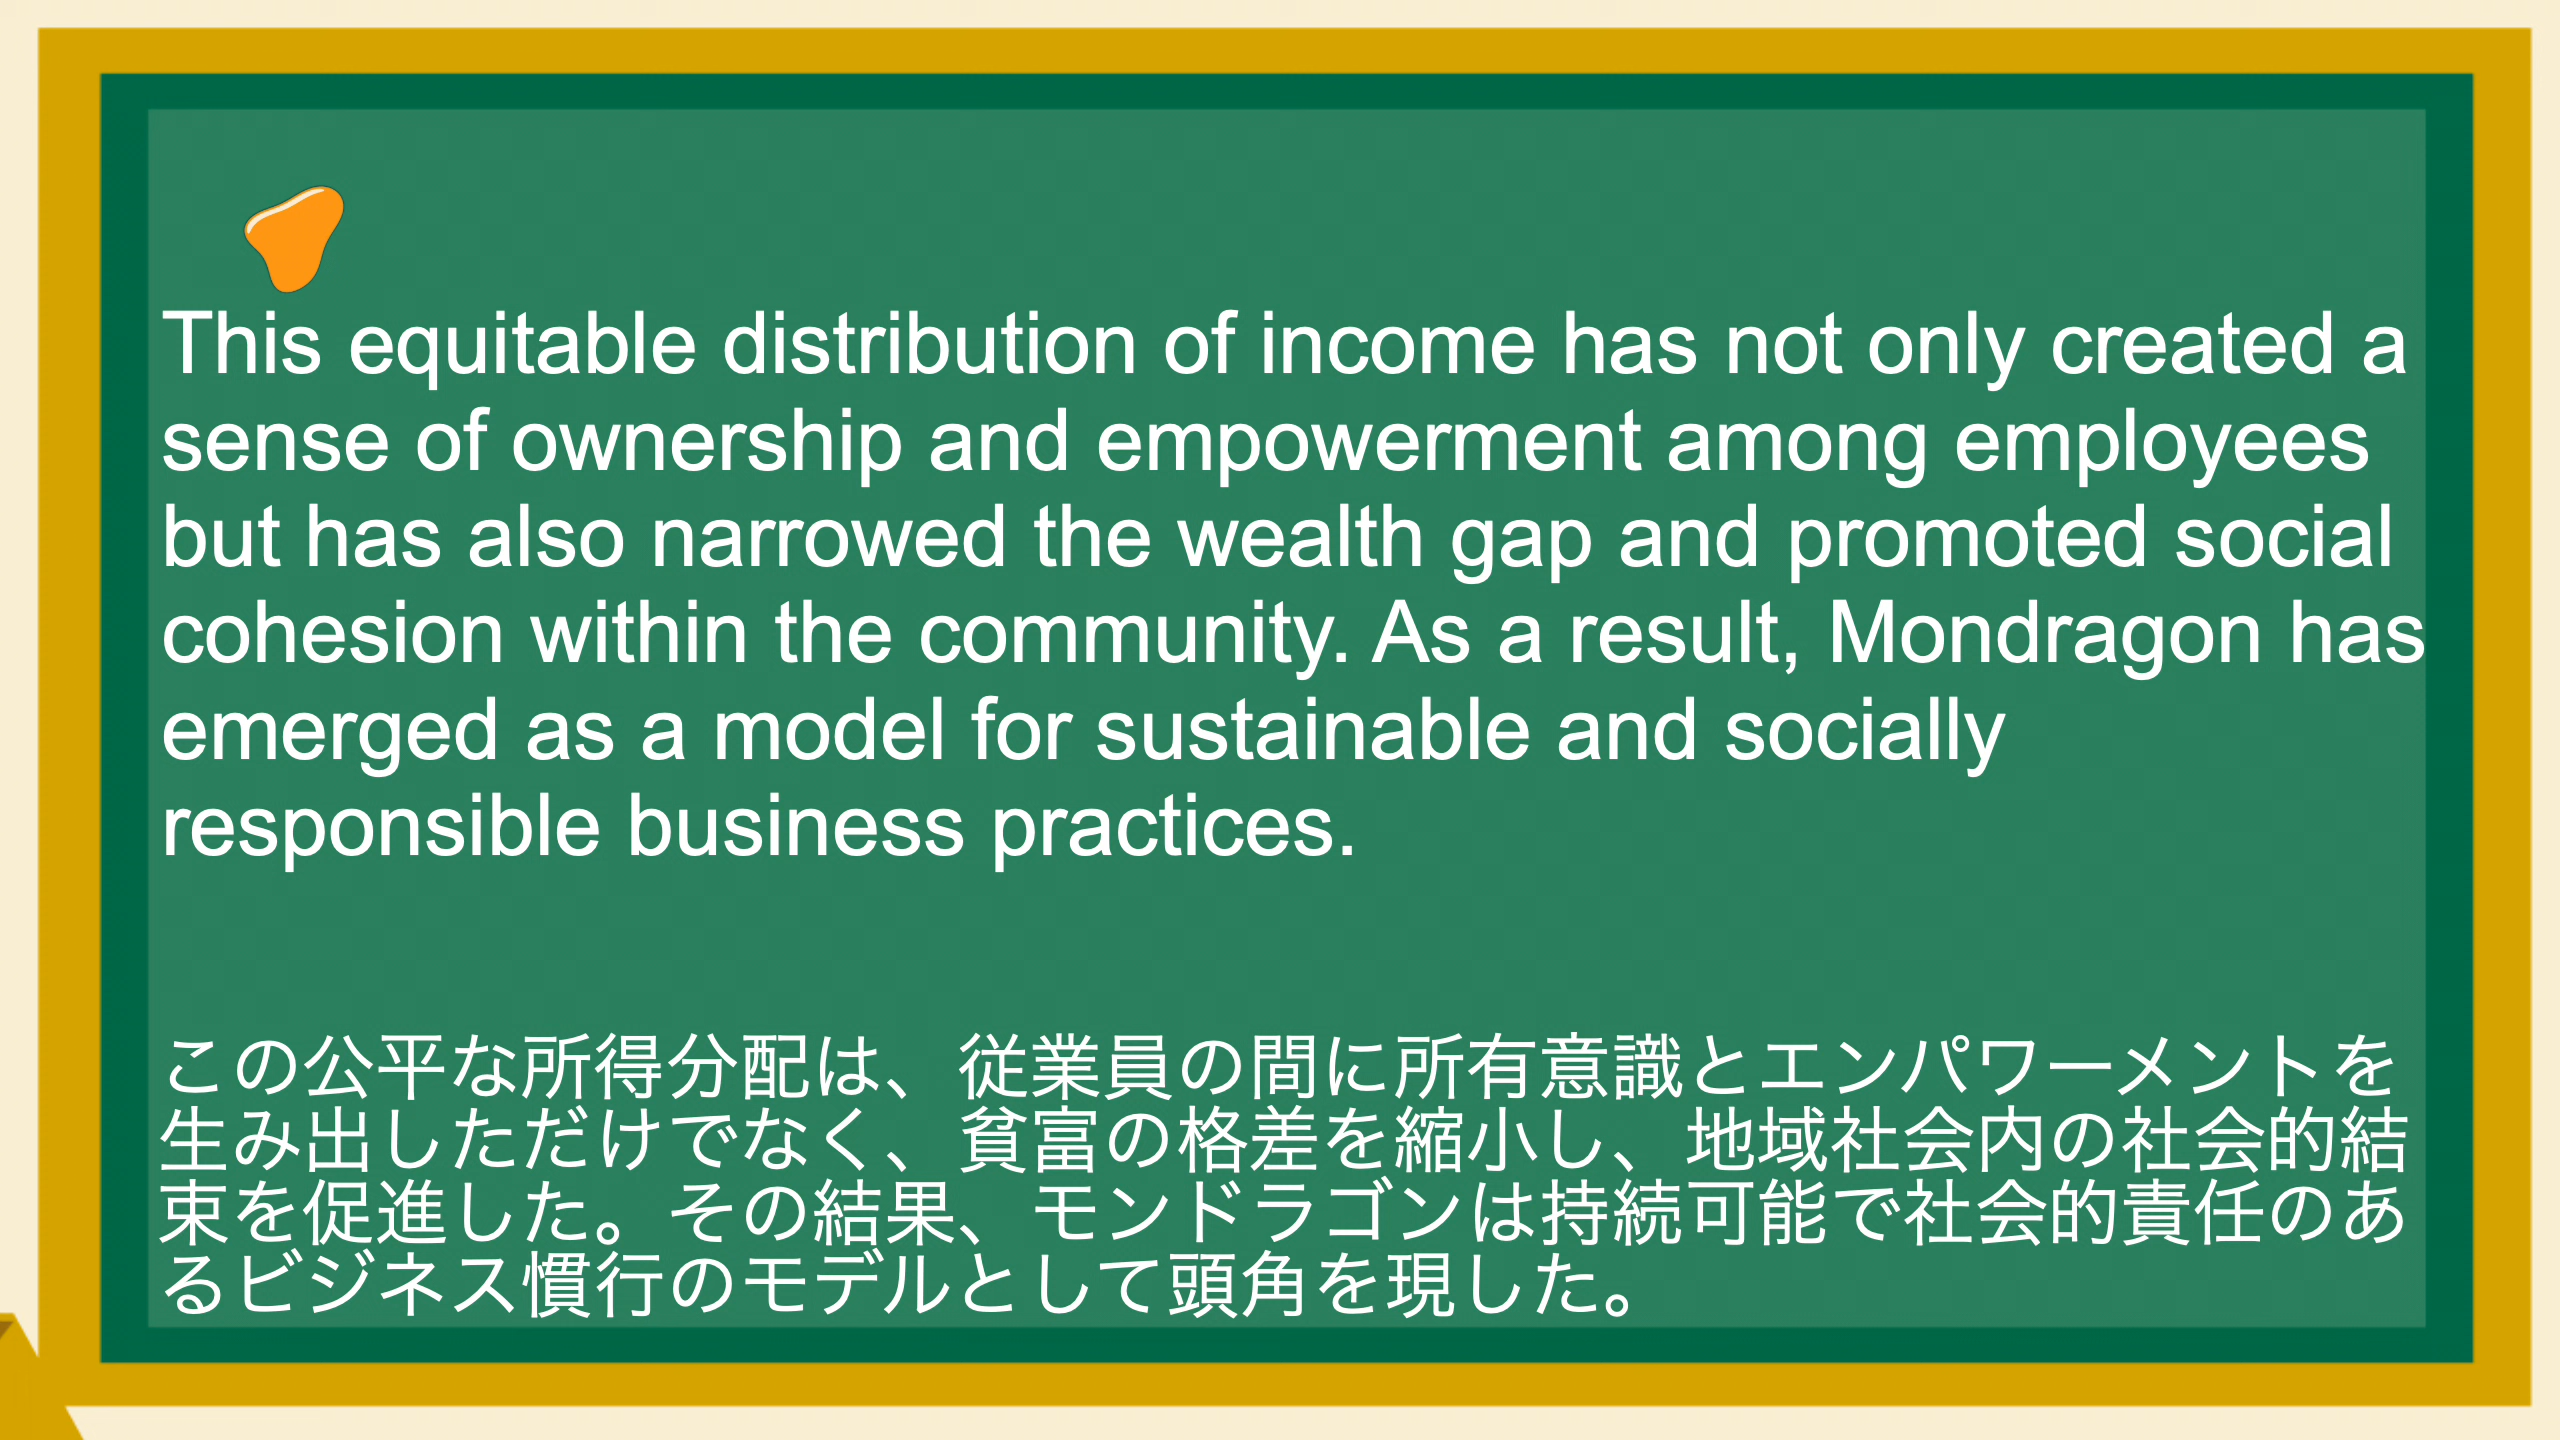 This equitable distribution of income has not only created a
sense of ownership and empowerment among employees
but has also narrowed the wealth gap and promoted social
cohesion within the community. As a result, Mondragon has
emerged as a model for sustainable and socially
responsible business practices.
この公平な所得分配は、従業員の間に所有意識とエンパワーメントを
生み出しただけでなく、貧富の格差を縮小し、地域社会内の社会的結
束を促進した。その結果、モンドラゴンは持続可能で社会的責任のあ
るビジネス慣行のモデルとして頭角を現した。